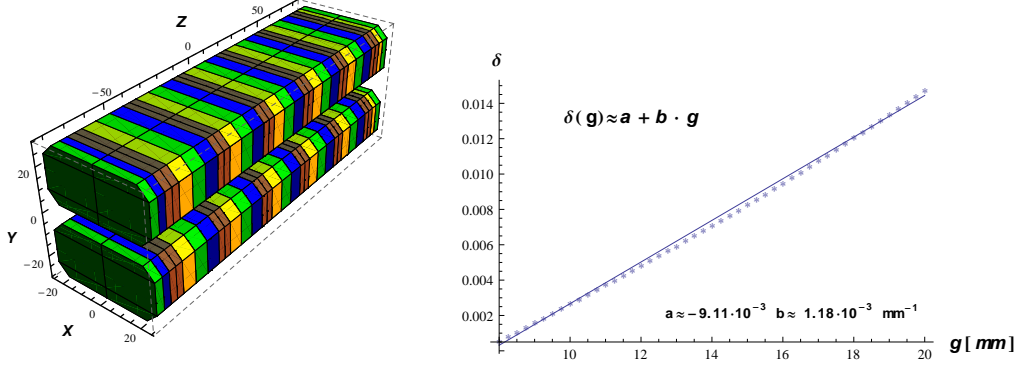 Z
50
0
−50
20
0
−20
Y
−20
0
20
X
δ
0.014
0.012
0.010
0.008
0.006
0.004
0.002
δ(g)≈a + b · g
a≈−9.11·10⁻³ b≈ 1.18·10⁻³ mm⁻¹
10 12 14 16 18 20
g[mm]